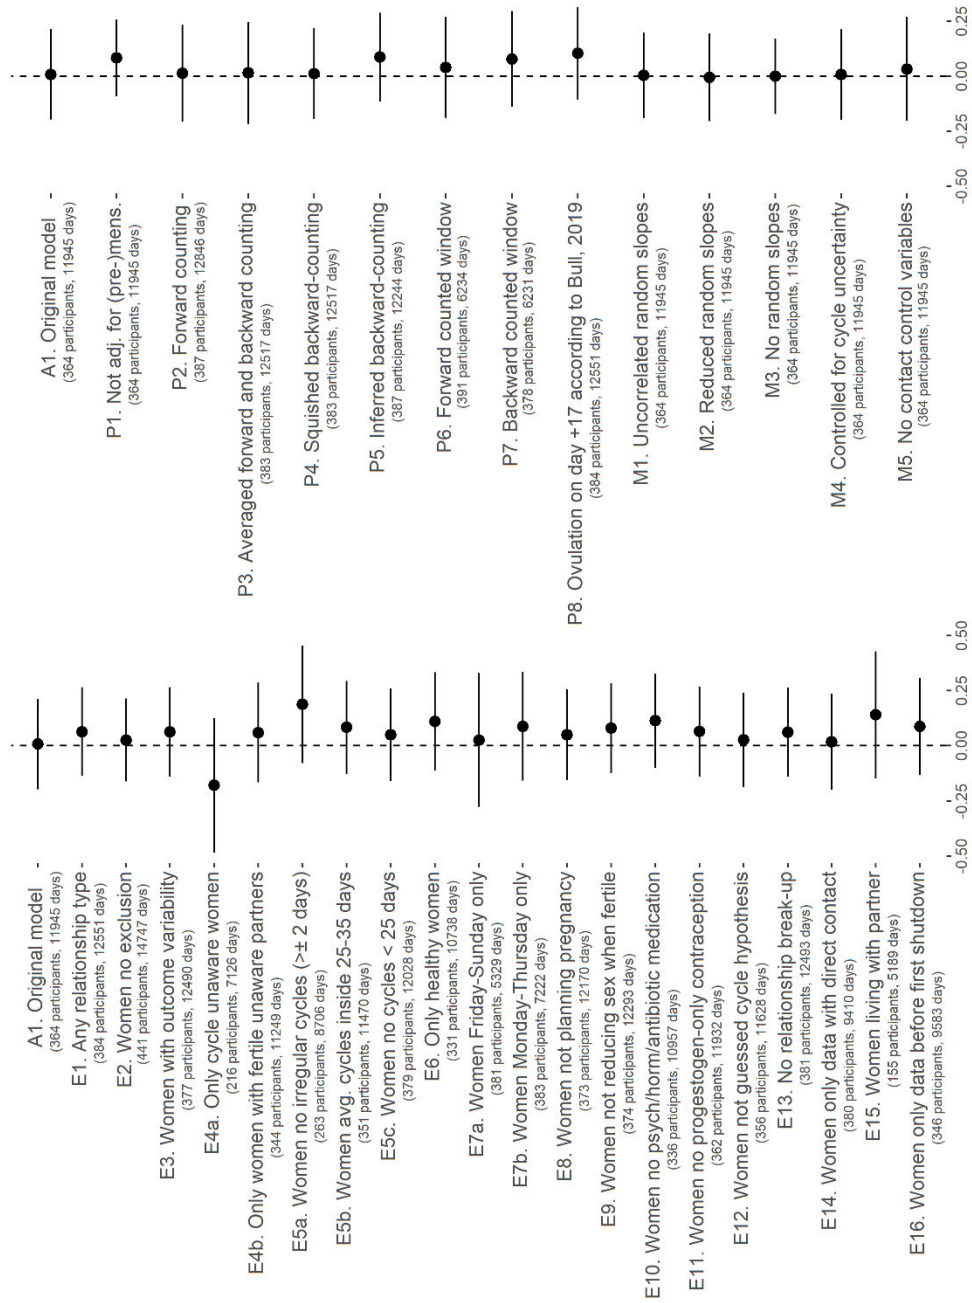 A1. Original model -
(364 participants, 11945 days)
E1. Any relationship type -
(384 participants, 12551 days)
E2. Women no exclusion -
(441 participants, 14747 days)
E3. Women with outcome variability -
(377 participants, 12490 days)
E4a. Only cycle unaware women -
(216 participants, 7126 days)
E4b. Only women with fertile unaware partners -
(344 participants, 11249 days)
E5a. Women no irregular cycles (>± 2 days) -
(263 participants, 8706 days)
E5b. Women avg. cycles inside 25-35 days -
(351 participants, 11470 days)
E5c. Women no cycles < 25 days -
(379 participants, 12028 days)
E6. Only healthy women -
(331 participants, 10738 days)
E7a. Women Friday-Sunday only -
(381 participants, 5329 days)
E7b. Women Monday-Thursday only -
(383 participants, 7222 days)
E8. Women not planning pregnancy -
(373 participants, 12170 days)
E9. Women not reducing sex when fertile -
(374 participants, 12293 days)
E10. Women no psych/horm/antibiotic medication -
(336 participants, 10957 days)
E11. Women no progestogen-only contraception -
(362 participants, 11932 days)
E12. Women not guessed cycle hypothesis -
(356 participants, 11628 days)
E13. No relationship break-up -
(381 participants, 12493 days)
E14. Women only data with direct contact -
(380 participants, 9410 days)
E15. Women living with partner -
(155 participants, 5189 days)
E16. Women only data before first shutdown -
(346 participants, 9583 days)
-0.50 -0.25 0.00 0.25 0.50
A1. Original model -
(364 participants, 11945 days)
P1. Not adj. for (pre-)mens. -
(364 participants, 11945 days)
P2. Forward counting -
(387 participants, 12846 days)
P3. Averaged forward and backward counting -
(383 participants, 12517 days)
P4. Squished backward-counting -
(383 participants, 12517 days)
P5. Inferred backward-counting -
(387 participants, 12244 days)
P6. Forward counted window -
(391 participants, 6234 days)
P7. Backward counted window -
(378 participants, 6231 days)
P8. Ovulation on day +17 according to Bull, 2019 -
(384 participants, 12551 days)
M1. Uncorrelated random slopes -
(364 participants, 11945 days)
M2. Reduced random slopes -
(364 participants, 11945 days)
M3. No random slopes -
(364 participants, 11945 days)
M4. Controlled for cycle uncertainty -
(364 participants, 11945 days)
M5. No contact control variables -
(364 participants, 11945 days)
-0.50 -0.25 0.00 0.25